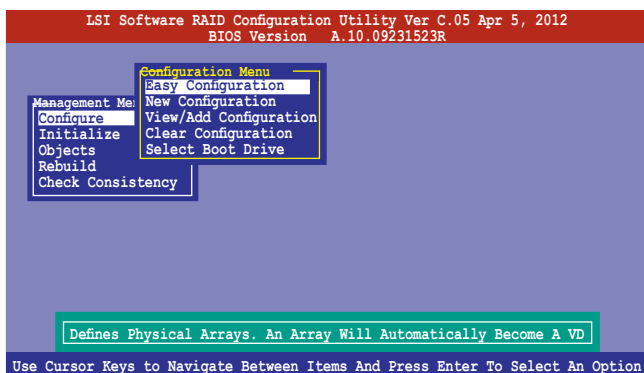 LSI Software RAID Configuration Utility Ver C.05 Apr 5, 2012
BIOS Version A.10.09231523R
Configuration Menu
Easy Configuration
New Configuration
View/Add Configuration
Clear Configuration
Select Boot Drive
Management Me
Configure
Initialize
Objects
Rebuild
Check Consistency
Defines Physical Arrays. An Array Will Automatically Become A VD
Use Cursor Keys to Navigate Between Items And Press Enter To Select An Option